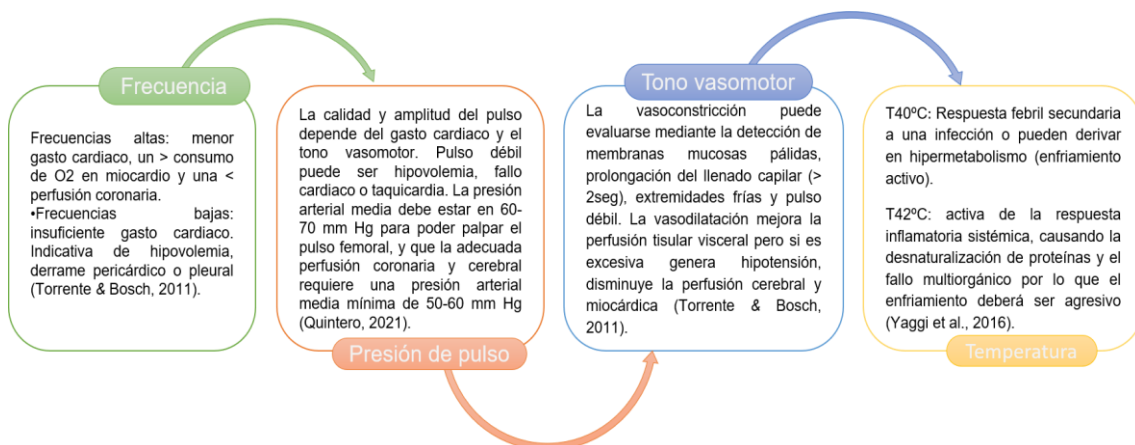 Frecuencia
Frecuencias altas: menor
gasto cardiaco, un > consumo
de O2 en miocardio y una <
perfusión coronaria.
•Frecuencias bajas:
insuficiente gasto cardiaco.
Indicativa de hipovolemia,
derrame pericárdico o pleural
(Torrente & Bosch, 2011).
La calidad y amplitud del pulso
depende del gasto cardiaco y el
tono vasomotor. Pulso débil
puede ser hipovolemia, fallo
cardiaco o taquicardia. La presión
arterial media debe estar en 60-
70 mm Hg para poder palpar el
pulso femoral, y que la adecuada
perfusión coronaria y cerebral
requiere una presión arterial
media mínima de 50-60 mm Hg
(Quintero, 2021).
Presión de pulso
Tono vasomotor
La vasoconstricción puede
evaluarse mediante la detección de
membranas mucosas pálidas,
prolongación del llenado capilar (>
2seg), extremidades frías y pulso
débil. La vasodilatación mejora la
perfusión tisular visceral pero si es
excesiva genera hipotensión,
disminuye la perfusión cerebral y
miocárdica (Torrente & Bosch,
2011).
T40ºC: Respuesta febril secundaria
a una infección o pueden derivar
en hipermetabolismo (enfriamiento
activo).
T42ºC: activa de la respuesta
inflamatoria sistémica, causando la
desnaturalización de proteínas y el
fallo multiorgánico por lo que el
enfriamiento deberá ser agresivo
(Yaggi et al., 2016).
Temperatura